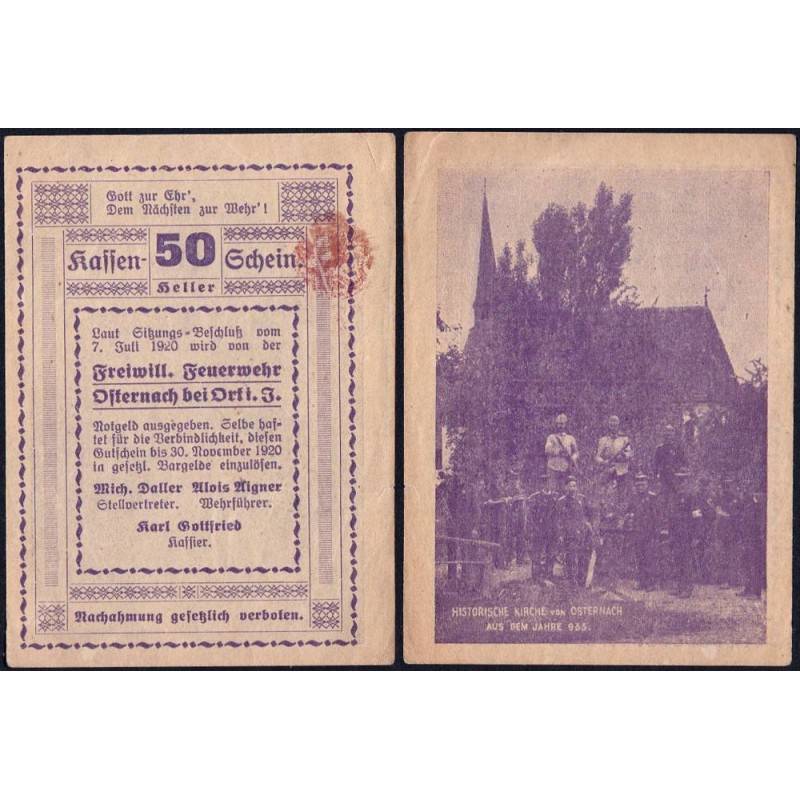 Gott zur Ehr',
Dem Nächsten zur Wehr'!
Kassen- 50 Schein.
Heller
Laut Sitzungs-Beschluß vom
7. Juli 1920 wird von der
Freiwill. Feuerwehr
Osternach bei Ort i. J.
Notgeld ausgegeben. Selbe haf-
tet für die Verbindlichkeit, diesen
Gutschein bis 30. November 1920
in gesetzl. Bargelde einzulösen.
Mich. Daller Alois Aigner
Stellvertreter. Wehrführer.
Karl Gottfried
Kassier.
Nachahmung gesetzlich verboten.
HISTORISCHE KIRCHE VON OSTERNACH
AUS DEM JAHRE 933.